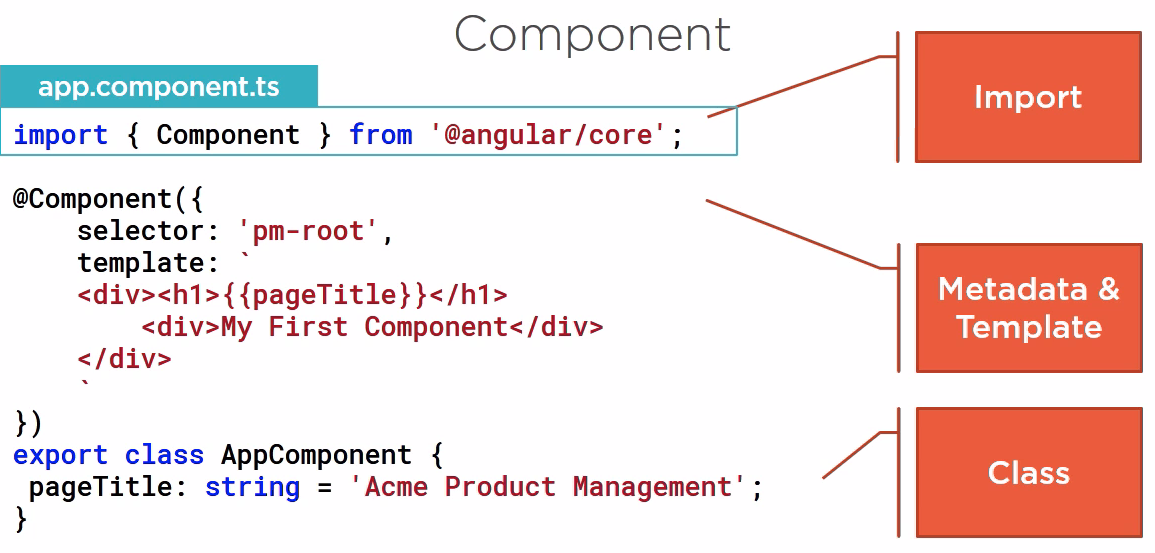 Component
app.component.ts
import { Component } from '@angular/core';
@Component({
    selector: 'pm-root',
    template: `
    <div><h1>{{pageTitle}}</h1>
        <div>My First Component</div>
    </div>
    `
})
export class AppComponent {
 pageTitle: string = 'Acme Product Management';
}
Import
Metadata &
Template
Class